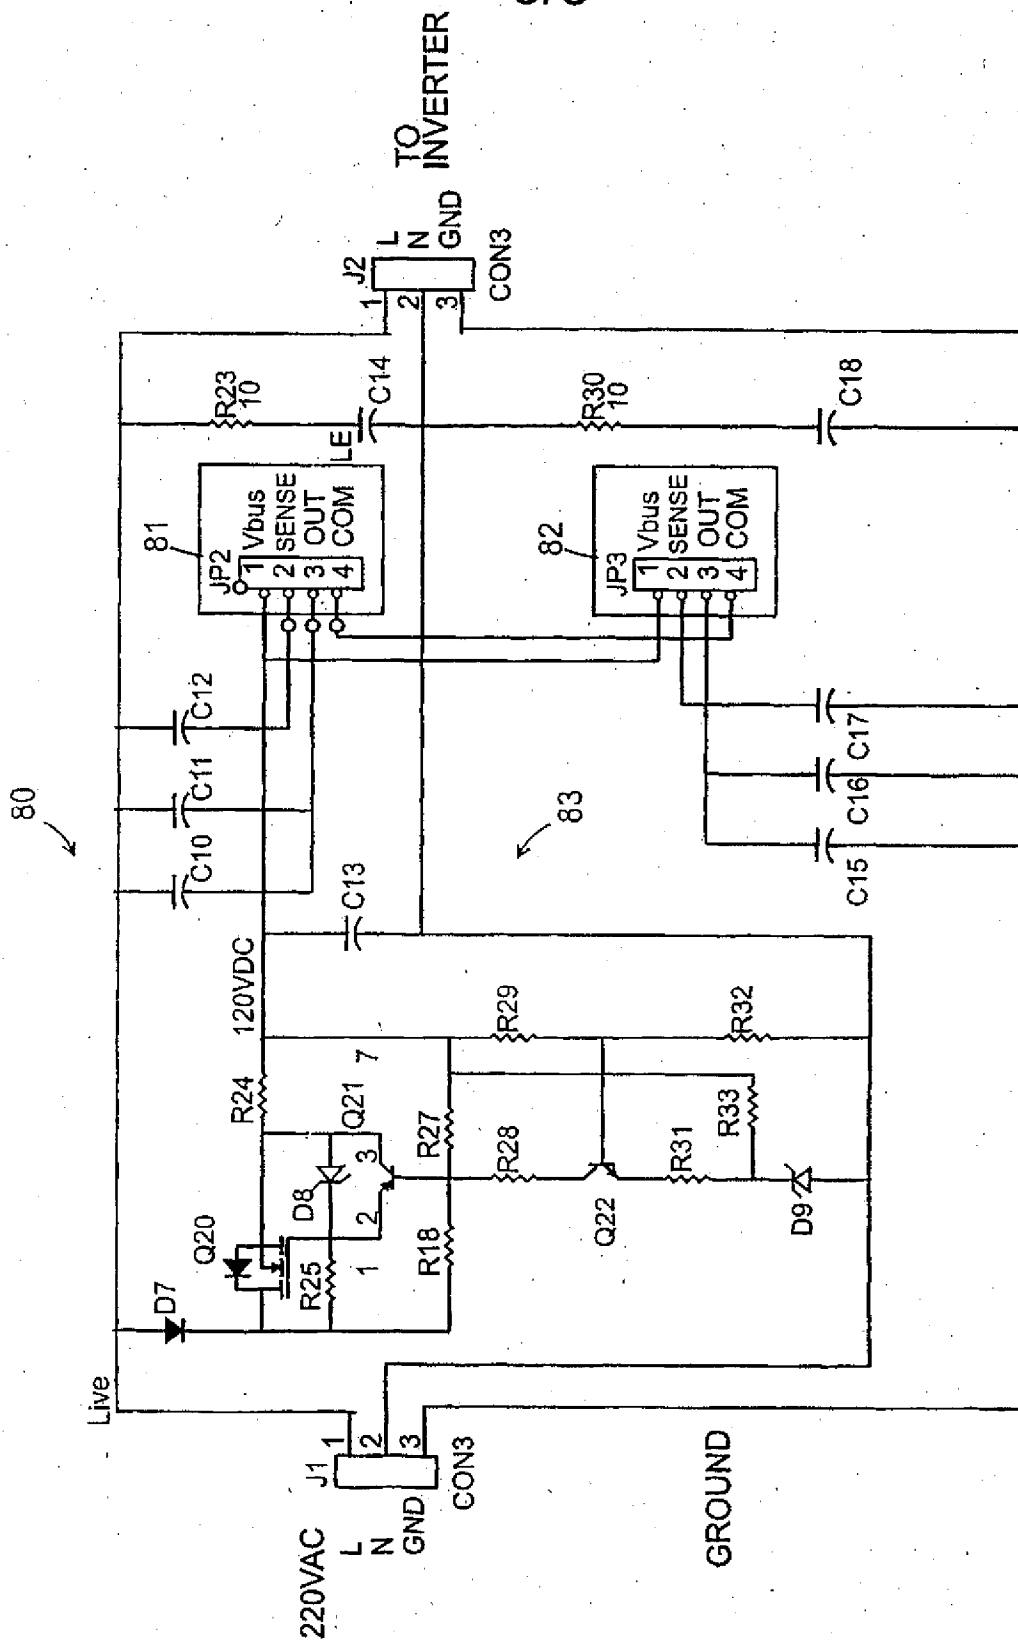 80
Live
D7
Q20
C10
C11
C12
81
JP2
1
2
3
4
Vbus
SENSE
OUT
COM
R23
10
LE
C14
R24
120VDC
D8
R25
1
2
3
Q21
7
C13
220VAC
L
N
GND
J1
1
2
3
CON3
J2
1
2
3
L
N
GND
CON3
TO
INVERTER
R18
R27
R28
R29
83
82
JP3
1
2
3
4
Vbus
SENSE
OUT
COM
R30
10
Q22
R31
R33
R32
D9
GROUND
C15
C16
C17
C18